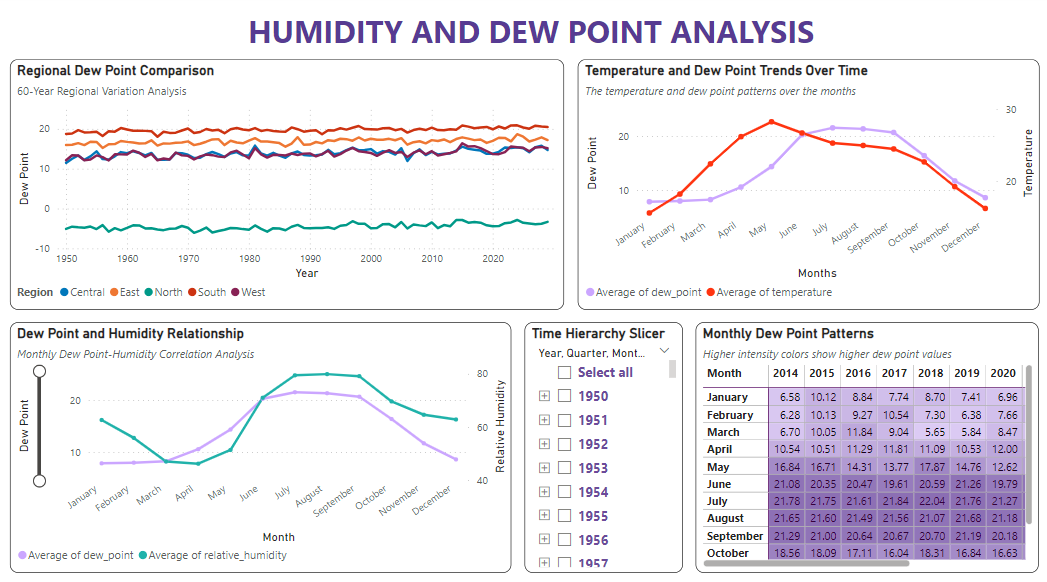 HUMIDITY AND DEW POINT ANALYSIS
Regional Dew Point Comparison
60-Year Regional Variation Analysis
Dew Point
20
10
0
-10
1950 1960 1970 1980 1990 2000 2010 2020
Year
Region Central East North South West
Temperature and Dew Point Trends Over Time
The temperature and dew point patterns over the months
Dew Point
20
10
30
20
Temperature
January February March April May June July August September October November December
Months
Average of dew_point Average of temperature
Dew Point and Humidity Relationship
Monthly Dew Point-Humidity Correlation Analysis
Dew Point
20
10
80
60
40
Relative Humidity
January February March April May June July August September October November December
Month
Average of dew_point Average of relative_humidity
Time Hierarchy Slicer
Year, Quarter, Mont...
Select all
1950
1951
1952
1953
1954
1955
1956
1957
Monthly Dew Point Patterns
Higher intensity colors show higher dew point values
Month 2014 2015 2016 2017 2018 2019 2020
January 6.58 10.12 8.84 7.74 8.70 7.41 6.96
February 6.28 10.13 9.27 10.54 7.30 6.38 7.66
March 6.70 10.05 11.84 9.04 5.65 5.84 8.47
April 10.54 10.51 11.29 11.81 11.09 10.53 12.00
May 16.84 16.71 14.31 13.77 17.87 14.76 12.62
June 21.08 20.35 20.47 19.61 20.59 21.26 19.79
July 21.78 21.75 21.61 21.84 22.04 21.76 21.27
August 21.65 21.60 21.49 21.56 21.07 21.68 21.18
September 21.29 21.00 20.64 20.67 20.70 21.19 20.18
October 18.56 18.09 17.11 16.04 18.31 16.84 16.63